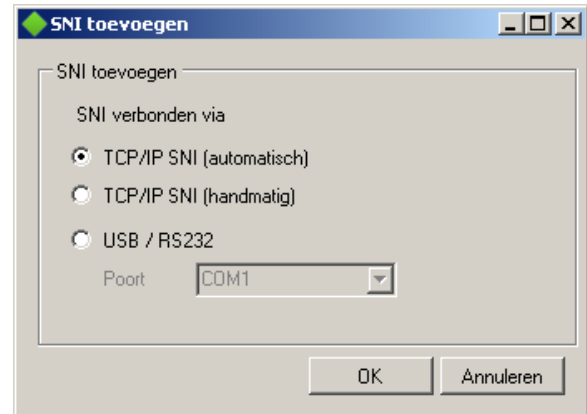 SNI toevoegen
SNI toevoegen
SNI verbonden via
TCP/IP SNI (automatisch)
TCP/IP SNI (handmatig)
USB / RS232
Poort COM1
OK Annuleren